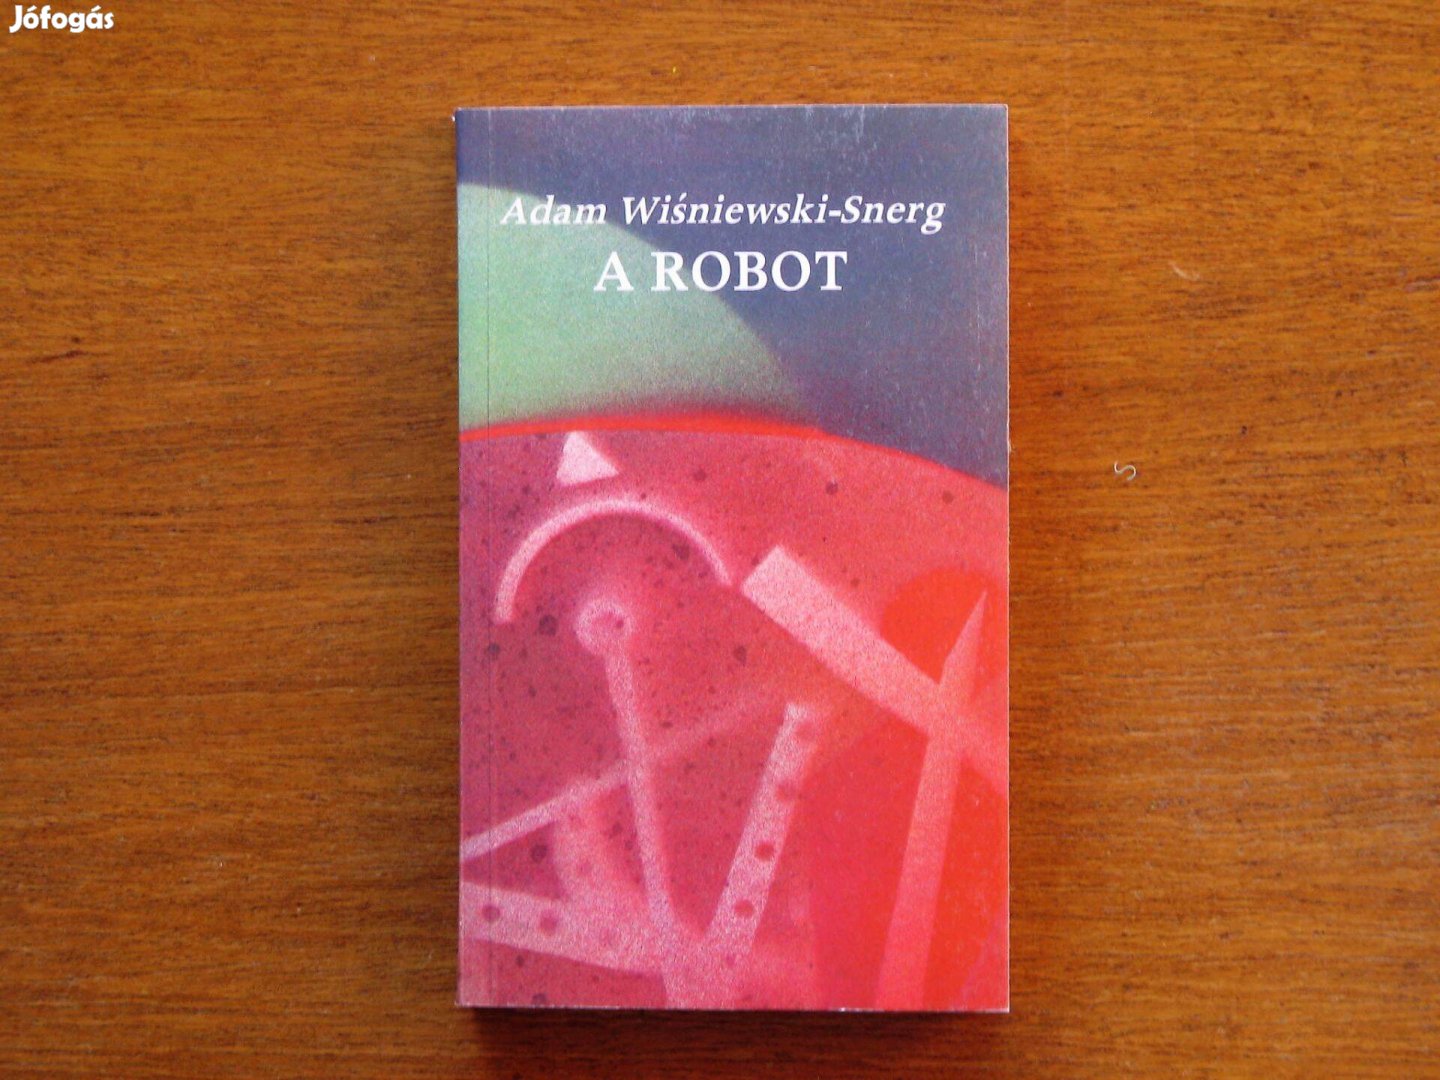 Jófogás
Adam Wiśniewski-Snerg
A ROBOT